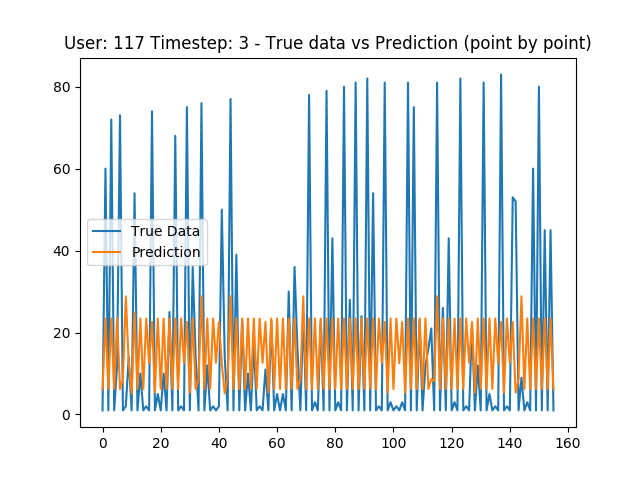 User: 117 Timestep: 3 - True data vs Prediction (point by point)
80
60
40
20
0
True Data
Prediction
0 20 40 60 80 100 120 140 160